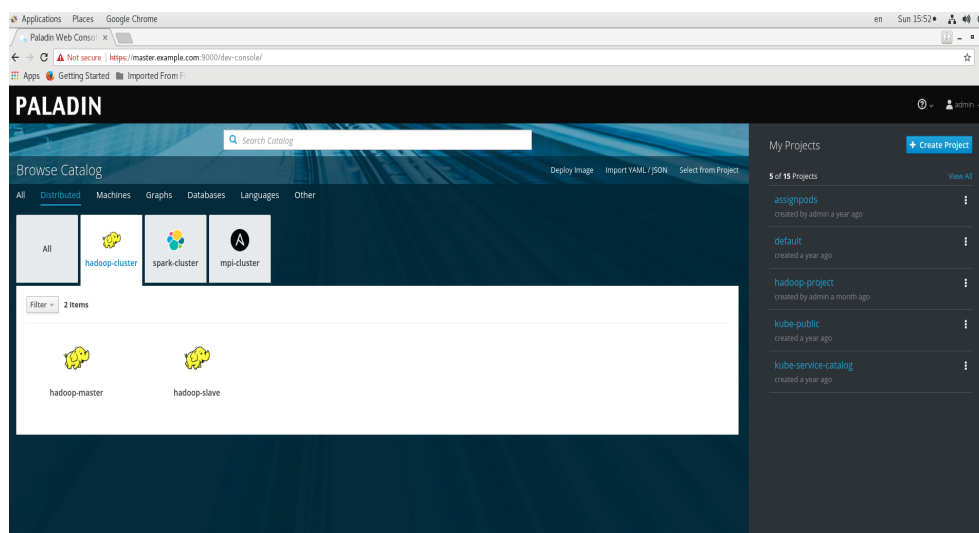 Applications Places Google Chrome en Sun 15:52
Paladin Web Consol
Not secure https://master.example.com:9000/dev-console/
Apps Getting Started Imported From Fi
PALADIN
admin
Search Catalog
My Projects
Create Project
Browse Catalog
Deploy Image Import YAML / JSON Select from Project
5 of 15 Projects View All
All Distributed Machines Graphs Databases Languages Other
All
hadoop-cluster
spark-cluster
mpi-cluster
Filter 2 Items
hadoop-master hadoop-slave
assignpods
created by admin a year ago
default
created a year ago
hadoop-project
created by admin a month ago
kube-public
created a year ago
kube-service-catalog
created a year ago